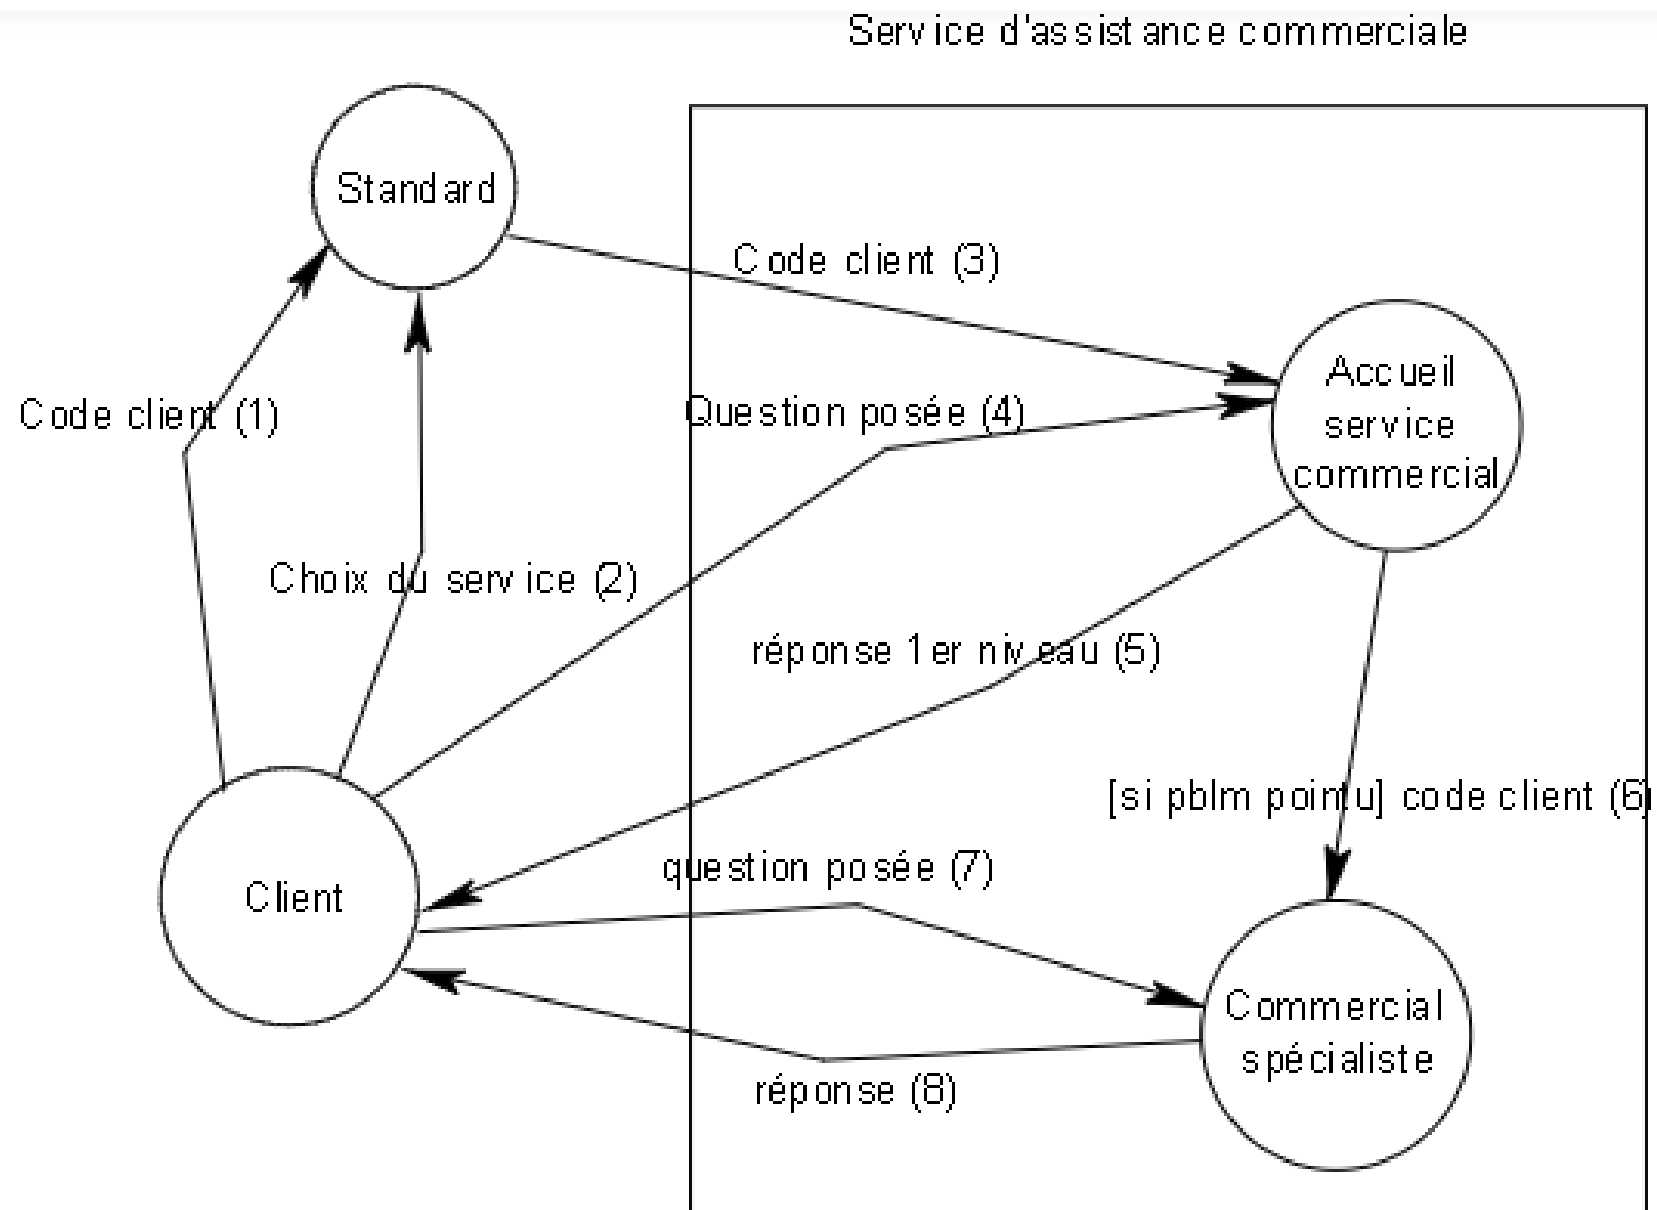 Service d'assistance commerciale
Standard
Code client (3)
Accueil
service
commercial
Code client (1)
Question posée (4)
Choix du service (2)
réponse 1er niveau (5)
[si pblm pointu] code client (6)
question posée (7)
Client
Commercial
spécialiste
réponse (8)